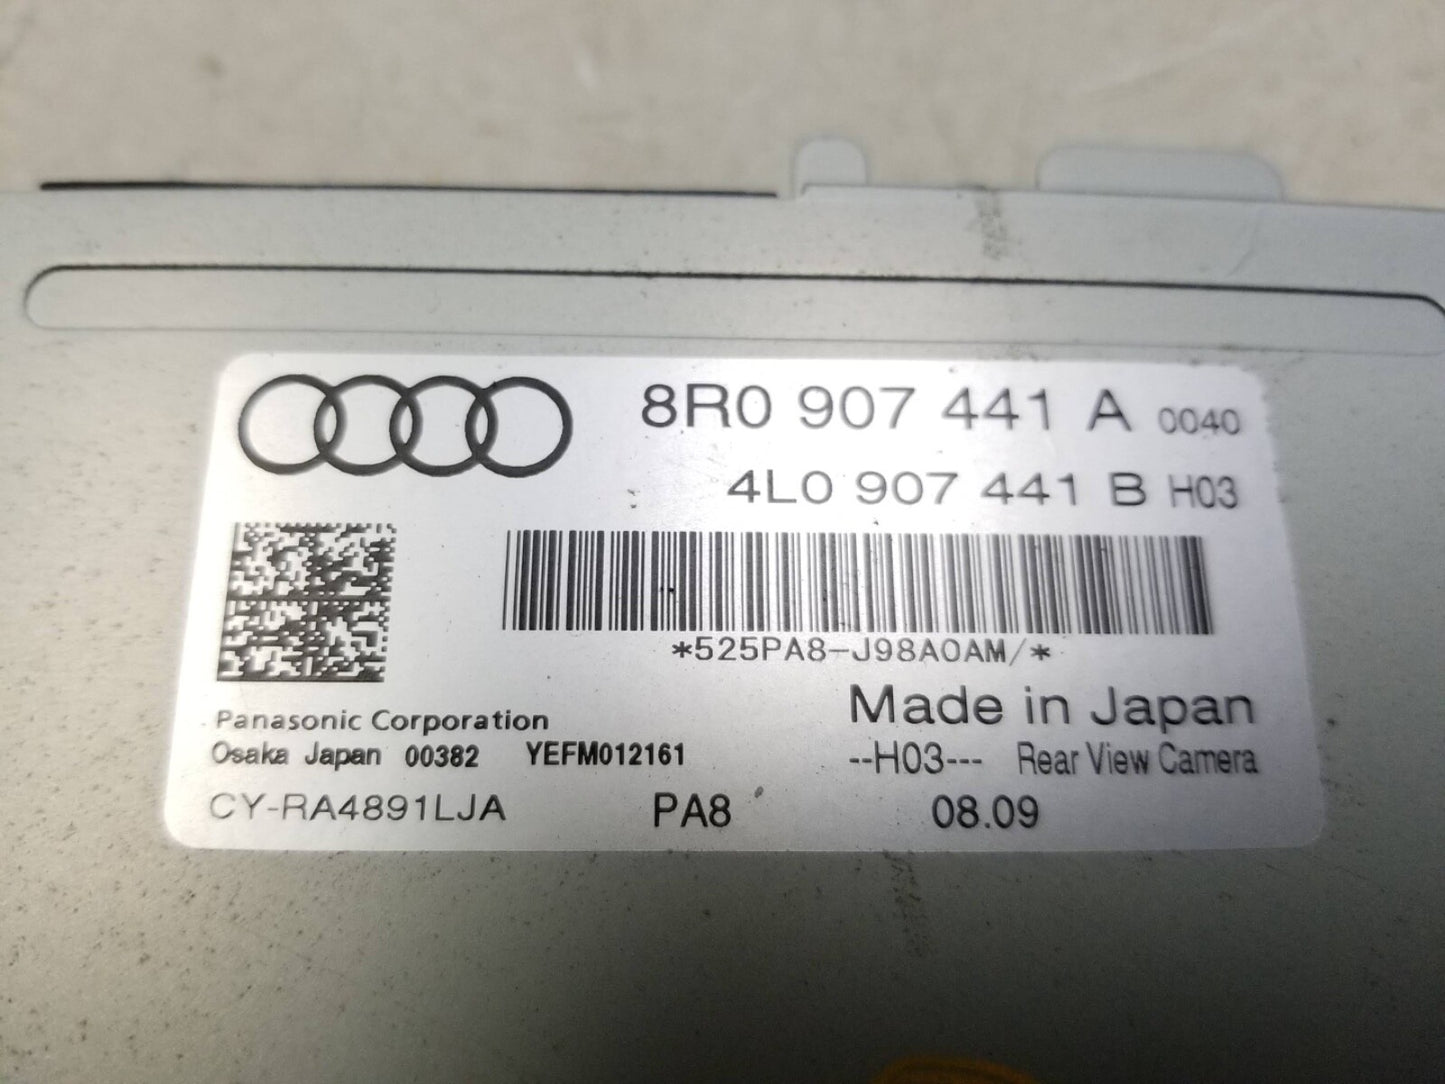 8R0 907 441 A 0040
4L0 907 441 B H03
*525PA8-J98A0AM/*
Made in Japan
Panasonic Corporation
Osaka Japan 00382 YEFM012161
--H03--- Rear View Camera
CY-RA4891LJA PA8 08.09